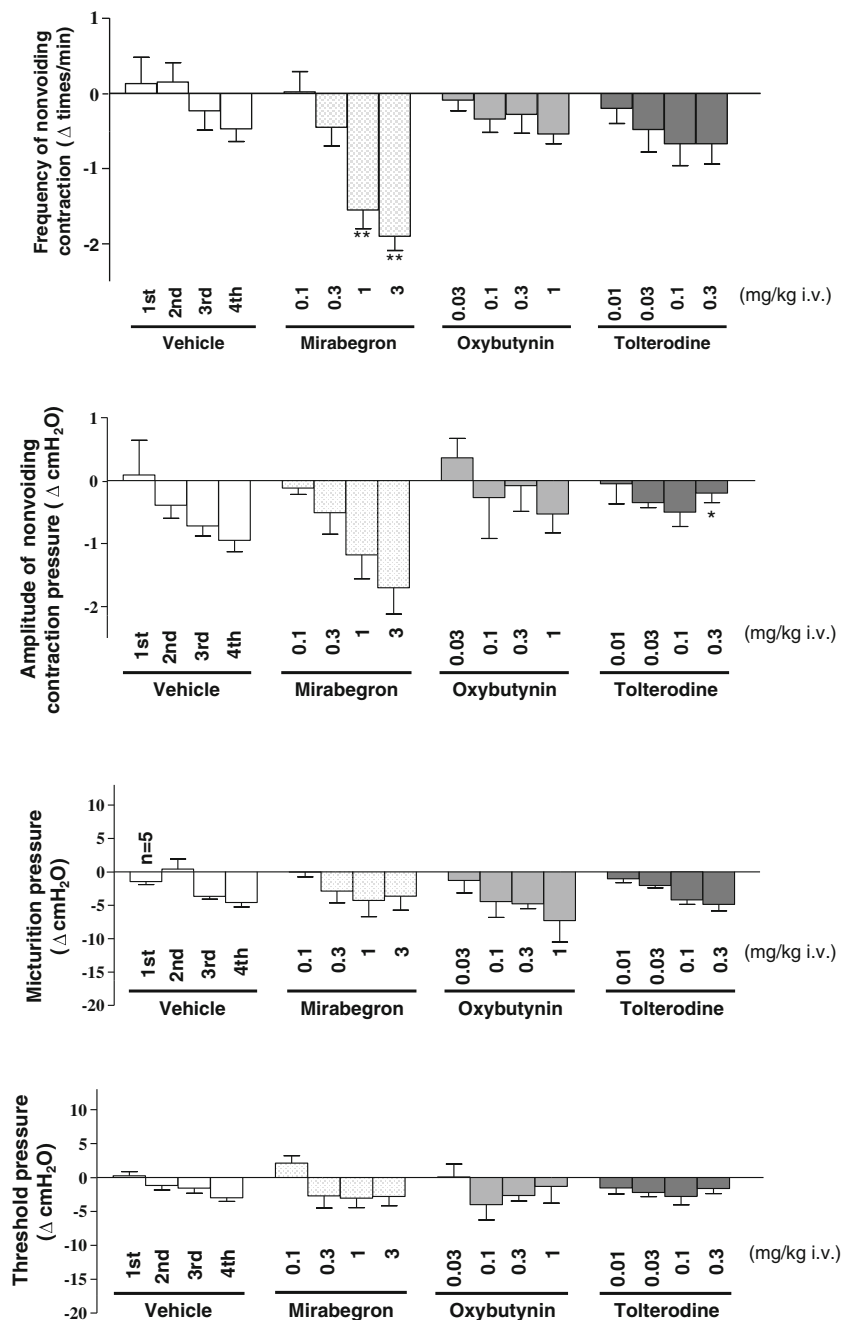 Frequency of nonvoiding
contraction (Δ times/min)
1
0
-1
-2
**
**
1st 2nd 3rd 4th 0.1 0.3 1 3 0.03 0.1 0.3 1 0.01 0.03 0.1 0.3 (mg/kg i.v.)
Vehicle Mirabegron Oxybutynin Tolterodine
Amplitude of nonvoiding
contraction pressure (Δ cmH₂O)
1
0
-1
-2
*
1st 2nd 3rd 4th 0.1 0.3 1 3 0.03 0.1 0.3 1 0.01 0.03 0.1 0.3 (mg/kg i.v.)
Vehicle Mirabegron Oxybutynin Tolterodine
Micturition pressure
(Δ cmH₂O)
10
5
0
-5
-10
-15
-20
n=5
1st 2nd 3rd 4th 0.1 0.3 1 3 0.03 0.1 0.3 1 0.01 0.03 0.1 0.3 (mg/kg i.v.)
Vehicle Mirabegron Oxybutynin Tolterodine
Threshold pressure
(Δ cmH₂O)
10
5
0
-5
-10
-15
-20
1st 2nd 3rd 4th 0.1 0.3 1 3 0.03 0.1 0.3 1 0.01 0.03 0.1 0.3 (mg/kg i.v.)
Vehicle Mirabegron Oxybutynin Tolterodine